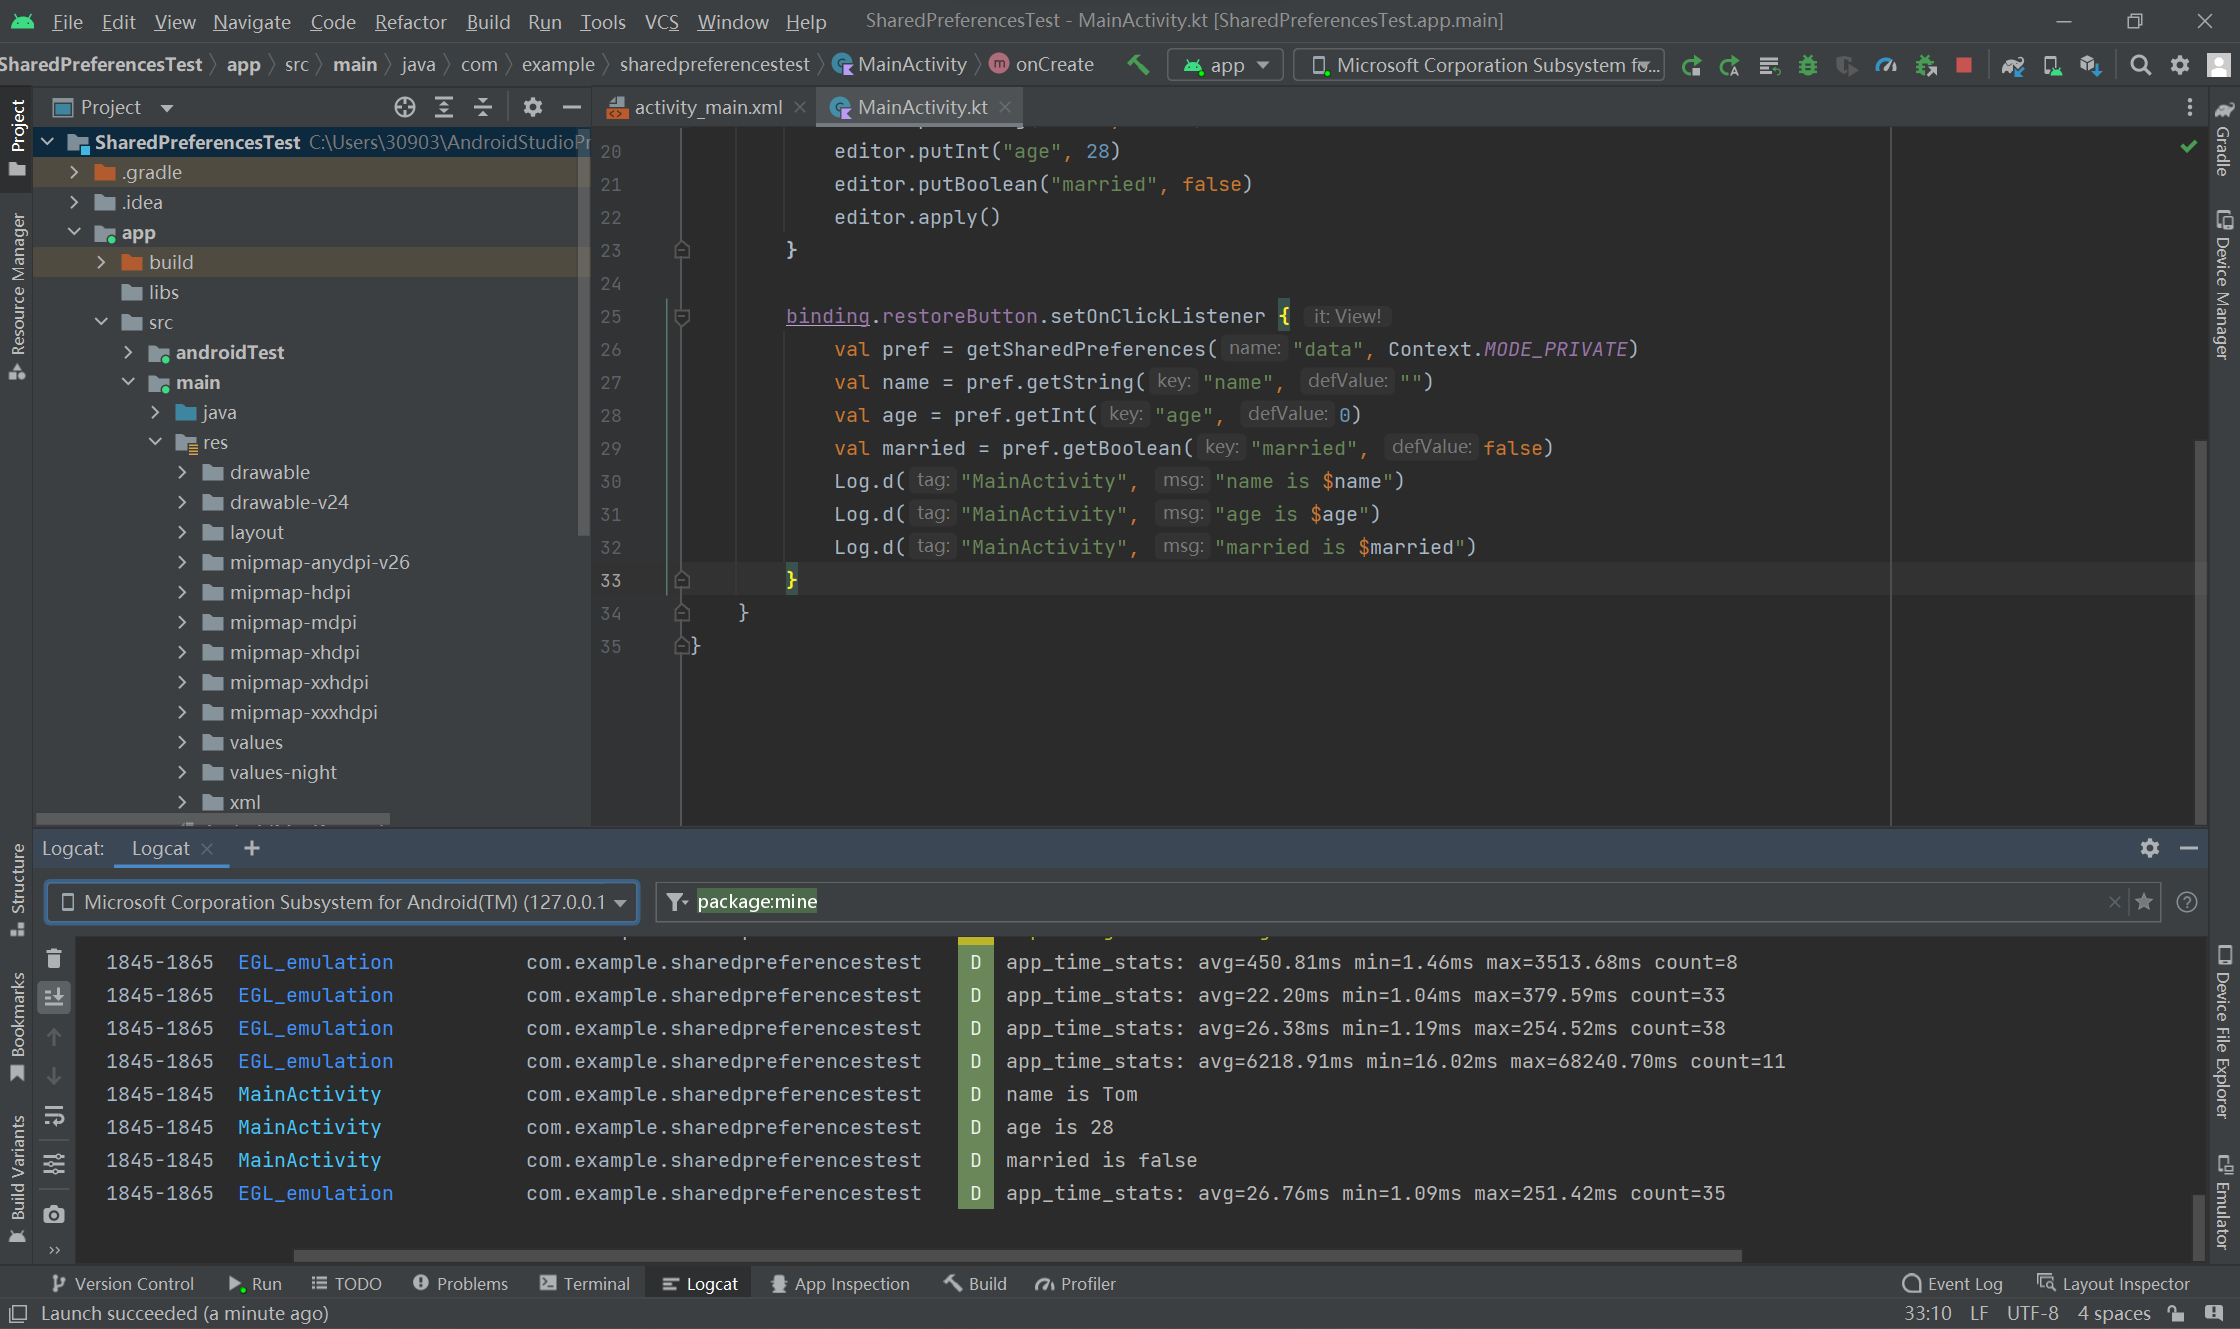 File Edit View Navigate Code Refactor Build Run Tools VCS Window Help SharedPreferencesTest - MainActivity.kt [SharedPreferencesTest.app.main]
SharedPreferencesTest app src main java com example sharedpreferencestest MainActivity onCreate app Microsoft Corporation Subsystem fo...
Project
activity_main.xml MainActivity.kt
SharedPreferencesTest C:\Users\30903\AndroidStudioPr
.gradle
.idea
app
build
libs
src
androidTest
main
java
res
drawable
drawable-v24
layout
mipmap-anydpi-v26
mipmap-hdpi
mipmap-mdpi
mipmap-xhdpi
mipmap-xxhdpi
mipmap-xxxhdpi
values
values-night
xml
20 editor.putInt("age", 28)
21 editor.putBoolean("married", false)
22 editor.apply()
23 }
24
25 binding.restoreButton.setOnClickListener { it: View!
26 val pref = getSharedPreferences( name: "data", Context.MODE_PRIVATE)
27 val name = pref.getString( key: "name", defValue: "")
28 val age = pref.getInt( key: "age", defValue: 0)
29 val married = pref.getBoolean( key: "married", defValue: false)
30 Log.d( tag: "MainActivity", msg: "name is $name")
31 Log.d( tag: "MainActivity", msg: "age is $age")
32 Log.d( tag: "MainActivity", msg: "married is $married")
33 }
34 }
35 }
Project
Resource Manager
Structure
Bookmarks
Build Variants
Gradle
Device Manager
Device File Explorer
Emulator
Logcat: Logcat
Microsoft Corporation Subsystem for Android(TM) (127.0.0.1 package:mine
1845-1865 EGL_emulation com.example.sharedpreferencestest D app_time_stats: avg=450.81ms min=1.46ms max=3513.68ms count=8
1845-1865 EGL_emulation com.example.sharedpreferencestest D app_time_stats: avg=22.20ms min=1.04ms max=379.59ms count=33
1845-1865 EGL_emulation com.example.sharedpreferencestest D app_time_stats: avg=26.38ms min=1.19ms max=254.52ms count=38
1845-1865 EGL_emulation com.example.sharedpreferencestest D app_time_stats: avg=6218.91ms min=16.02ms max=68240.70ms count=11
1845-1845 MainActivity com.example.sharedpreferencestest D name is Tom
1845-1845 MainActivity com.example.sharedpreferencestest D age is 28
1845-1845 MainActivity com.example.sharedpreferencestest D married is false
1845-1865 EGL_emulation com.example.sharedpreferencestest D app_time_stats: avg=26.76ms min=1.09ms max=251.42ms count=35
Version Control Run TODO Problems Terminal Logcat App Inspection Build Profiler Event Log Layout Inspector
Launch succeeded (a minute ago) 33:10 LF UTF-8 4 spaces